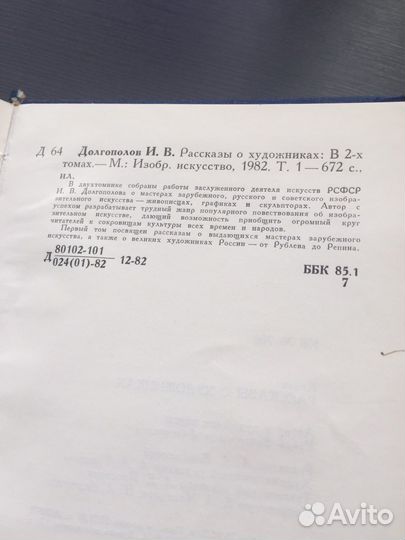 Д 64 Долгополов И. В. Рассказы о художниках: В 2-х
томах.— М.: Изобр. искусство, 1982. Т. 1 — 672 с.,
ил.
В двухтомнике собраны работы заслуженного деятеля искусств РСФСР
И. В. Долгополова о мастерах зарубежного, русского и советского изобра-
зительного искусства — живописцах, графиках и скульпторах. Автор с
успехом разрабатывает трудный жанр популярного повествования об изобра-
зительном искусстве, дающий возможность приобщить огромный круг
читателей к сокровищам культуры всех времен и народов.
Первый том посвящен рассказам о выдающихся мастерах зарубежного
искусства, а также о великих художниках России — от Рублева до Репина.
Д 80102-101
024(01)-82 12-82
ББК 85.1
7
Avito